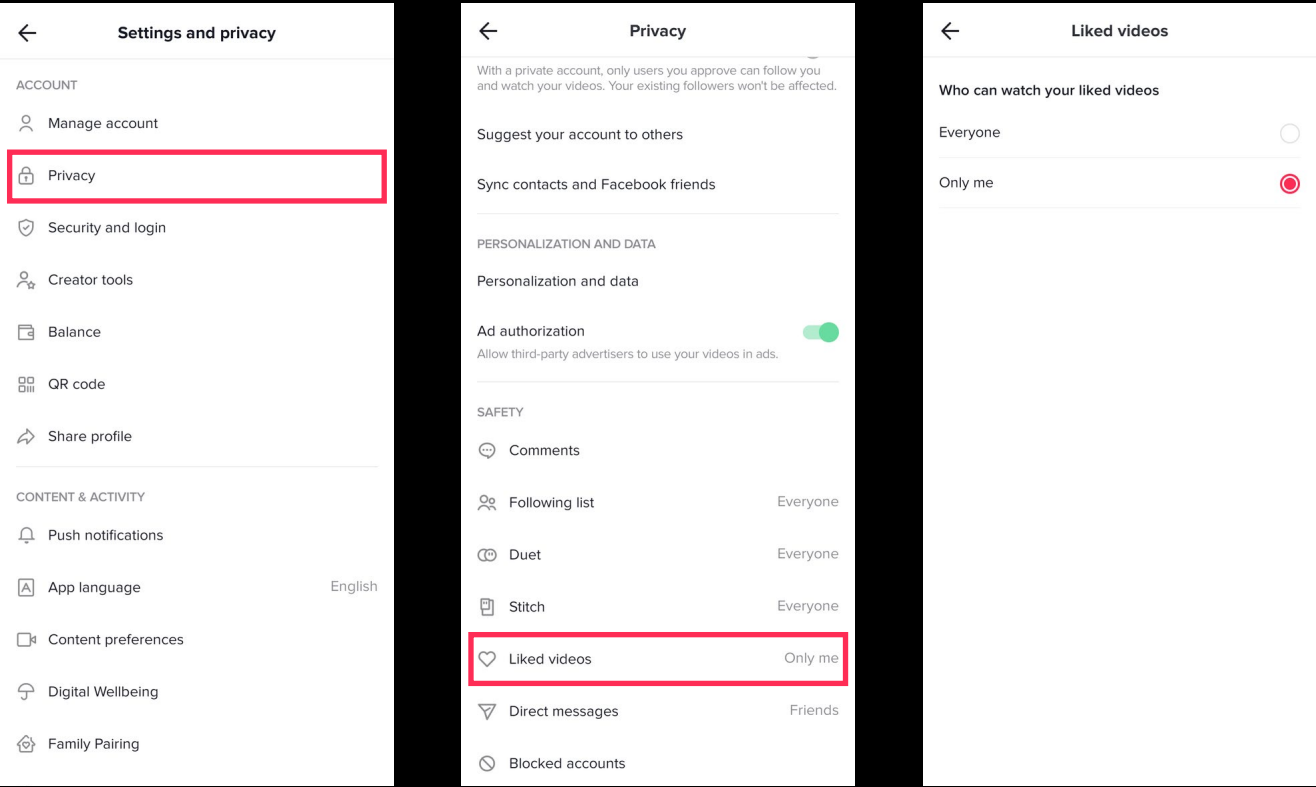 Settings and privacy
ACCOUNT
Manage account
Privacy
Security and login
Creator tools
Balance
QR code
Share profile
CONTENT & ACTIVITY
Push notifications
App language English
Content preferences
Digital Wellbeing
Family Pairing
Privacy
With a private account, only users you approve can follow you
and watch your videos. Your existing followers won't be affected.
Suggest your account to others
Sync contacts and Facebook friends
PERSONALIZATION AND DATA
Personalization and data
Ad authorization
Allow third-party advertisers to use your videos in ads.
SAFETY
Comments
Following list Everyone
Duet Everyone
Stitch Everyone
Liked videos Only me
Direct messages Friends
Blocked accounts
Liked videos
Who can watch your liked videos
Everyone
Only me